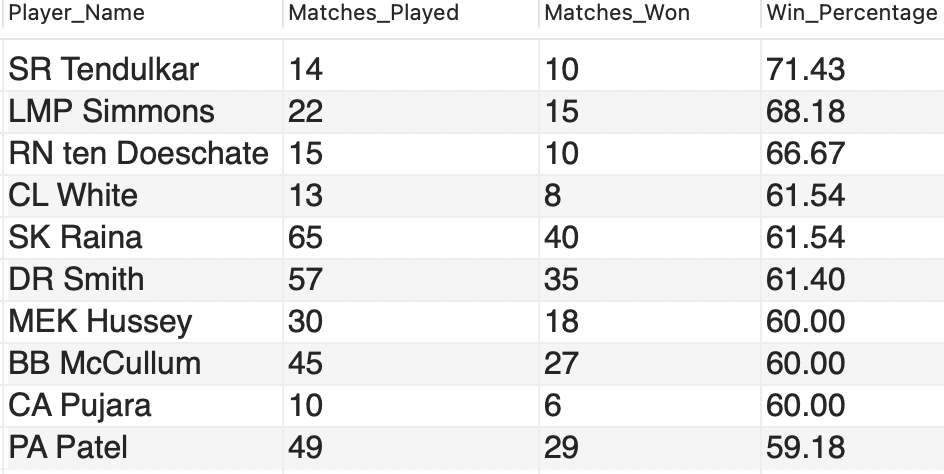 Player_Name Matches_Played Matches_Won Win_Percentage
SR Tendulkar 14 10 71.43
LMP Simmons 22 15 68.18
RN ten Doeschate 15 10 66.67
CL White 13 8 61.54
SK Raina 65 40 61.54
DR Smith 57 35 61.40
MEK Hussey 30 18 60.00
BB McCullum 45 27 60.00
CA Pujara 10 6 60.00
PA Patel 49 29 59.18